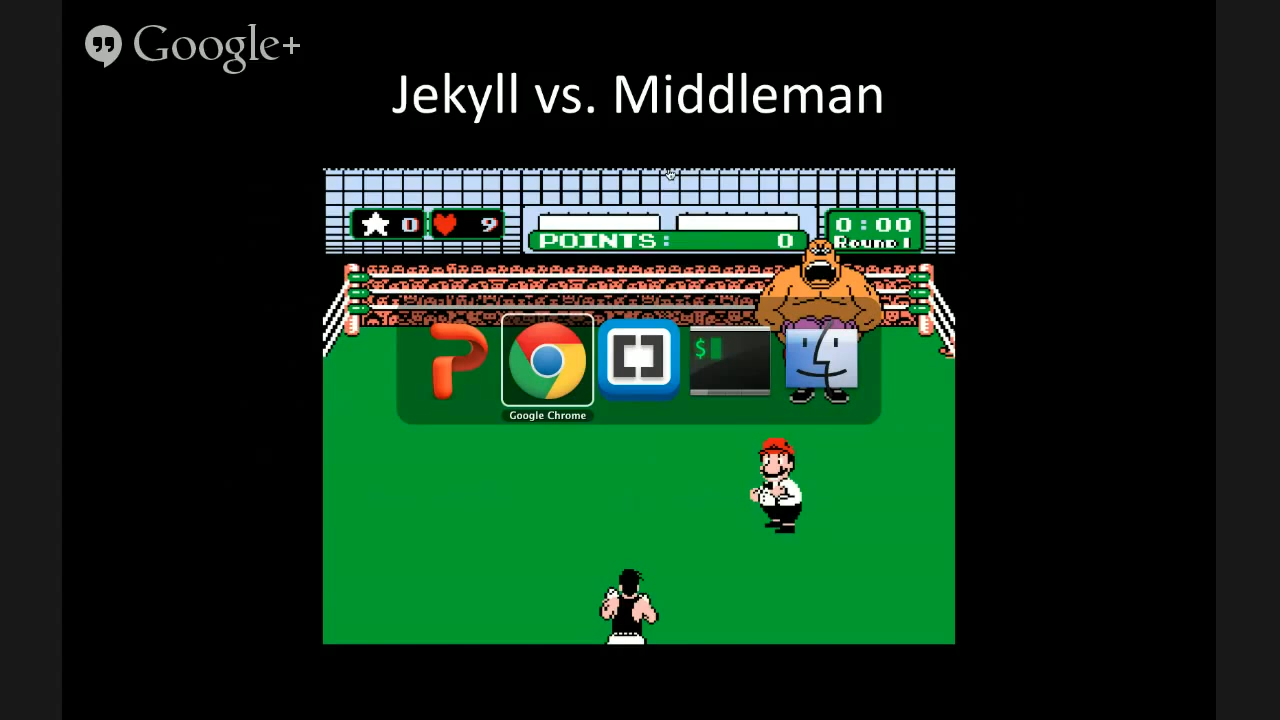 Google+
Jekyll vs. Middleman
0 9
0:00
POINTS: 0
Round 1
$
Google Chrome